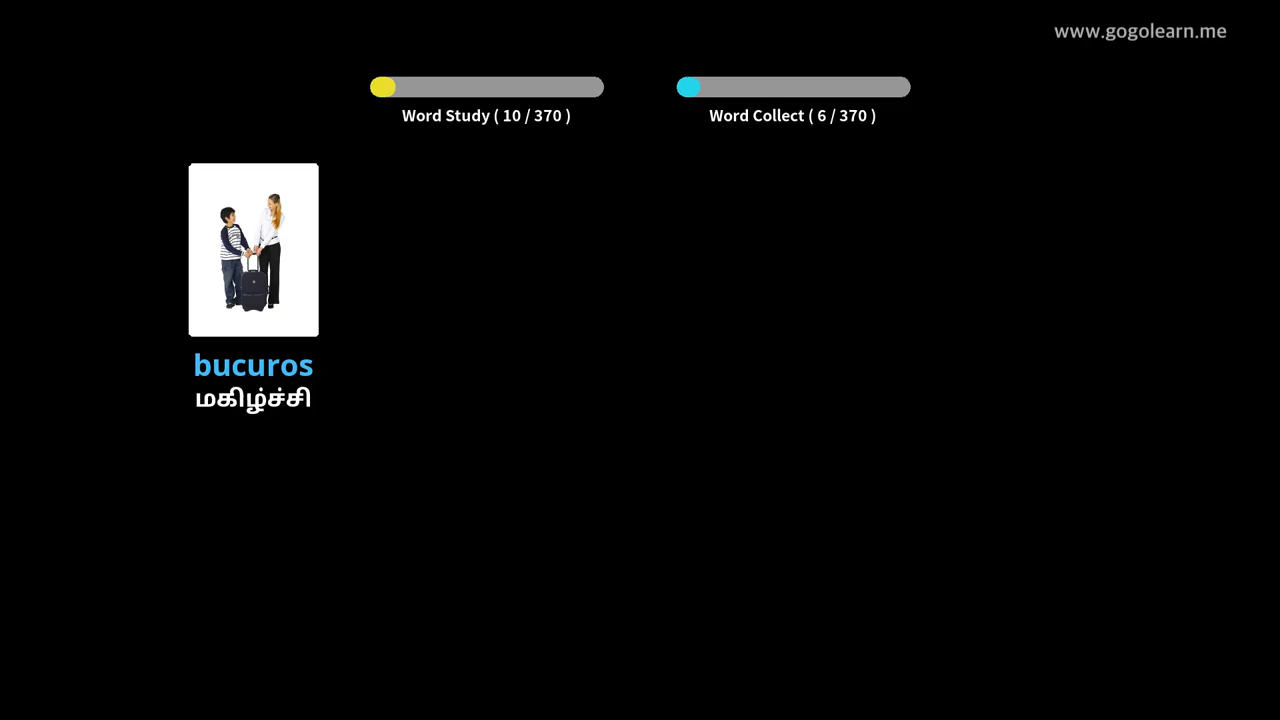 www.gogolearn.me
Word Study ( 10 / 370 )
Word Collect ( 6 / 370 )
bucuros
மகிழ்ச்சி